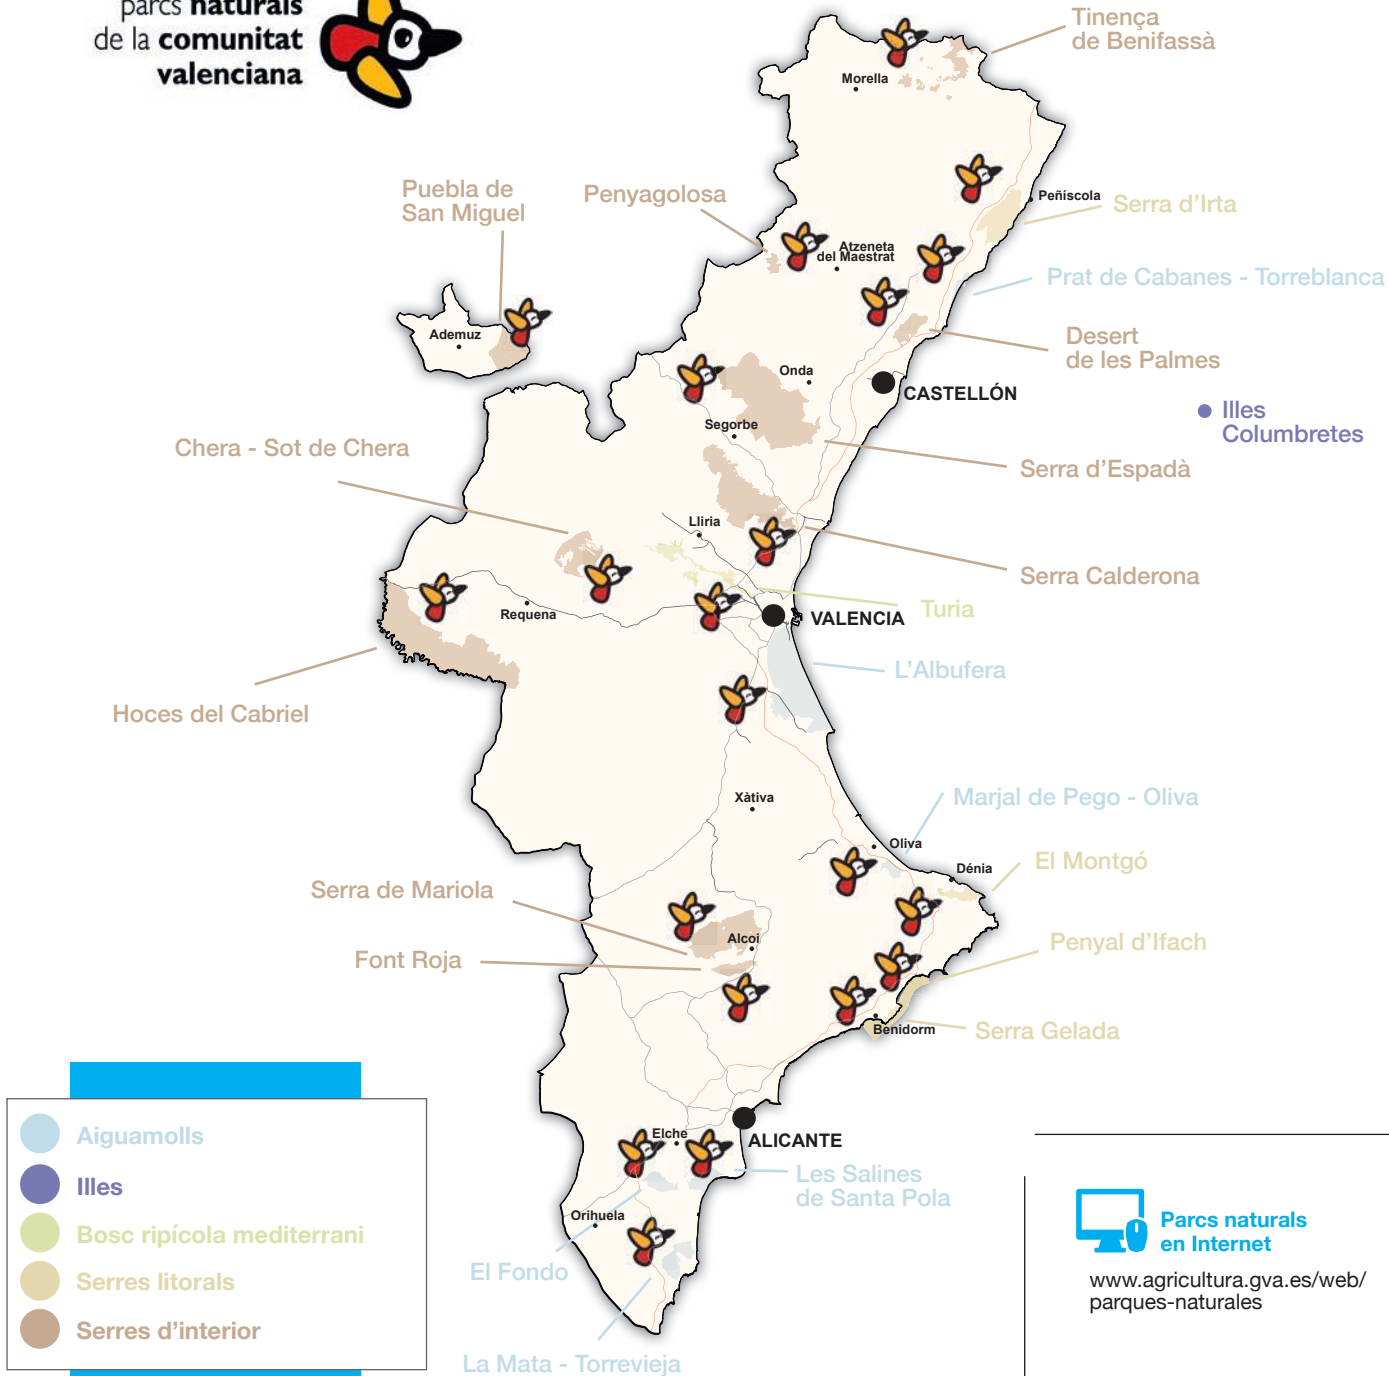 parcs naturals
de la comunitat
valenciana
Tinença
de Benifassà
Morella
Puebla de
San Miguel
Penyagolosa
Peñíscola
Serra d'Irta
Atzeneta
del Maestrat
Prat de Cabanes - Torreblanca
Ademuz
Desert
de les Palmes
Onda
CASTELLÓN
Illes
Columbretes
Segorbe
Chera - Sot de Chera
Serra d'Espadà
Lliria
Serra Calderona
Requena
Turia
VALENCIA
L'Albufera
Hoces del Cabriel
Xàtiva
Marjal de Pego - Oliva
Oliva
Dénia
El Montgó
Serra de Mariola
Alcoi
Penyal d'Ifach
Font Roja
Benidorm
Serra Gelada
Elche
ALICANTE
Les Salines
de Santa Pola
Orihuela
El Fondo
La Mata - Torrevieja
Aiguamolls
Illes
Bosc ripícola mediterrani
Serres litorals
Serres d'interior
Parcs naturals
en Internet
www.agricultura.gva.es/web/
parques-naturales